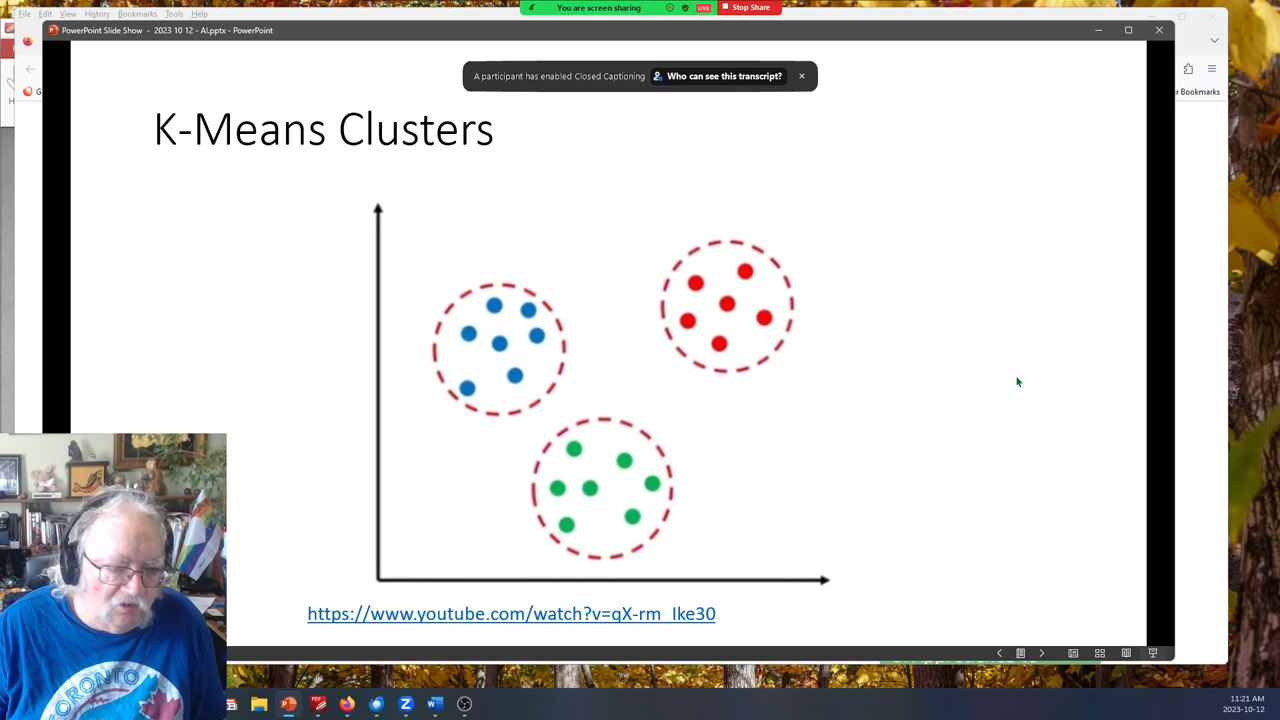 You are screen sharing LIVE Stop Share
File Edit View History Bookmarks Tools Help
PowerPoint Slide Show - 2023 10 12 - AI.pptx - PowerPoint
A participant has enabled Closed Captioning Who can see this transcript?
Bookmarks
K-Means Clusters
https://www.youtube.com/watch?v=qX-rm_Ike30
TORONTO
11:21 AM
2023-10-12